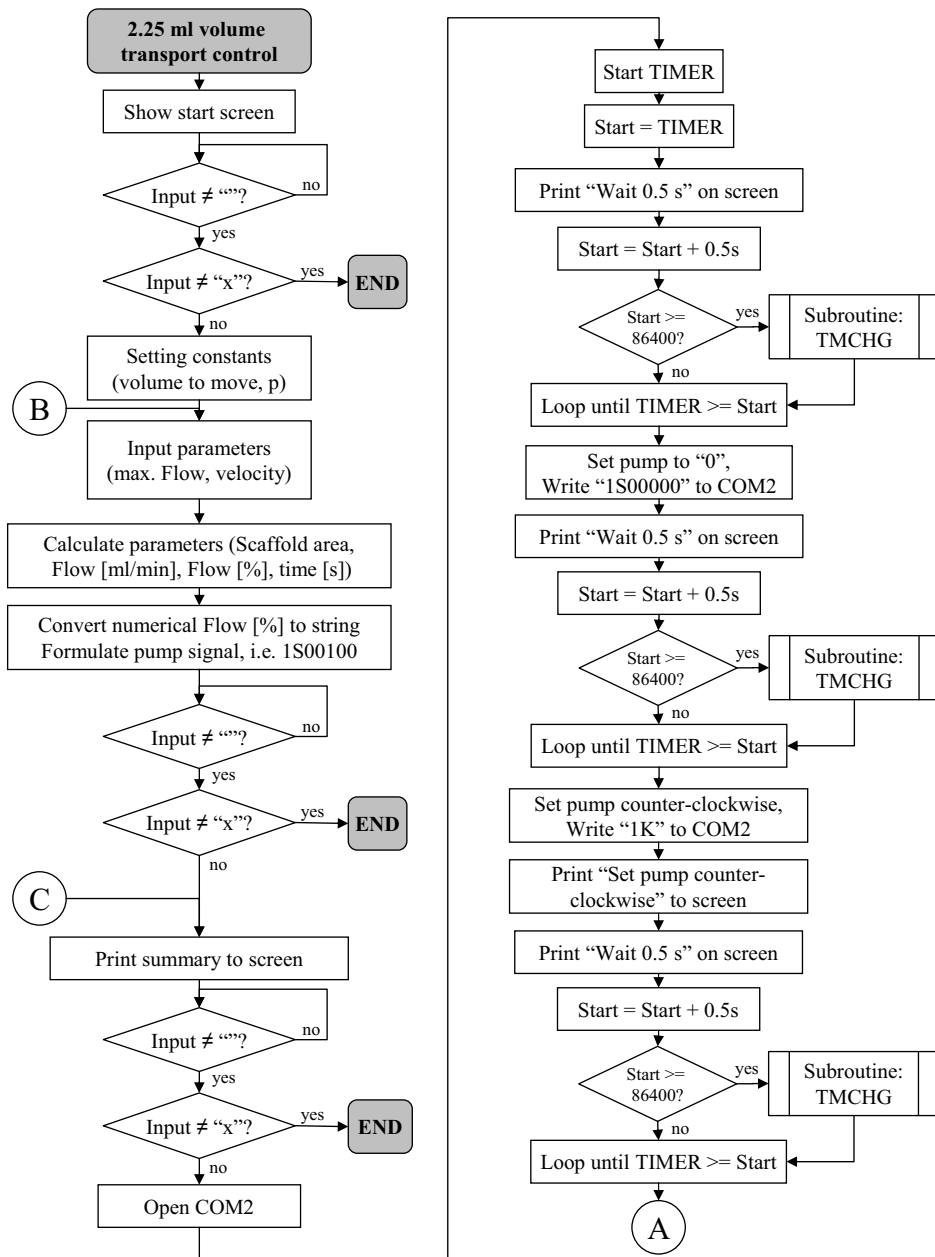 2.25 ml volume
transport control
Show start screen
Input ≠ “”?
no
yes
Input ≠ “x”?
yes
END
no
Setting constants
(volume to move, p)
B
Input parameters
(max. Flow, velocity)
Calculate parameters (Scaffold area,
Flow [ml/min], Flow [%], time [s])
Convert numerical Flow [%] to string
Formulate pump signal, i.e. 1S00100
Input ≠ “”?
no
yes
Input ≠ “x”?
yes
END
no
C
Print summary to screen
Input ≠ “”?
no
yes
Input ≠ “x”?
yes
END
no
Open COM2
Start TIMER
Start = TIMER
Print “Wait 0.5 s” on screen
Start = Start + 0.5s
Start >=
86400?
yes
Subroutine:
TMCHG
no
Loop until TIMER >= Start
Set pump to “0”,
Write “1S00000” to COM2
Print “Wait 0.5 s” on screen
Start = Start + 0.5s
Start >=
86400?
yes
Subroutine:
TMCHG
no
Loop until TIMER >= Start
Set pump counter-clockwise,
Write “1K” to COM2
Print “Set pump counter-
clockwise” to screen
Print “Wait 0.5 s” on screen
Start = Start + 0.5s
Start >=
86400?
yes
Subroutine:
TMCHG
no
Loop until TIMER >= Start
A